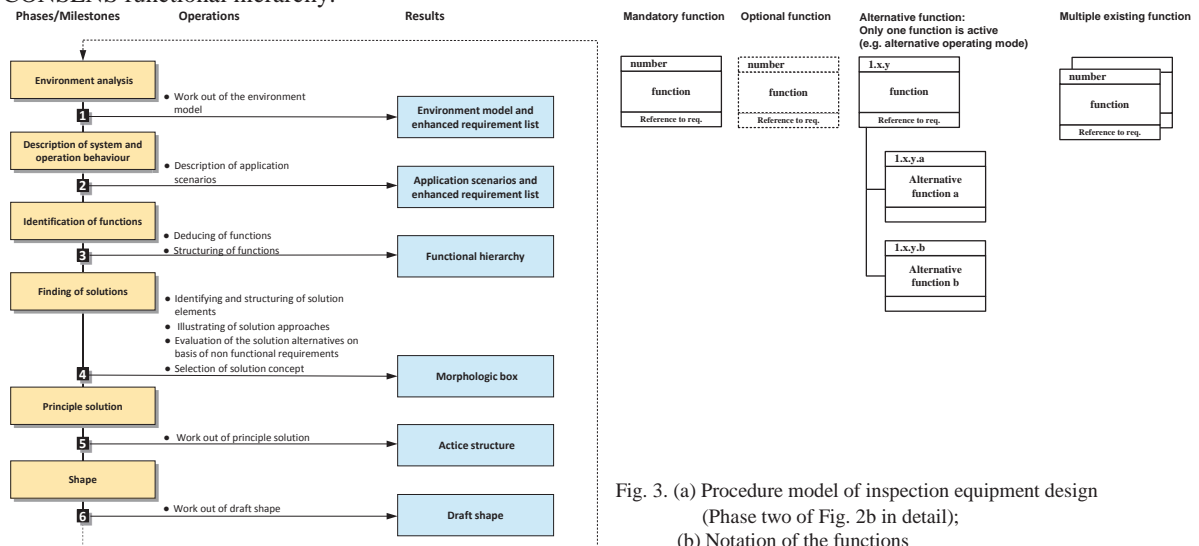 CONSENS functional hierarchy.
Phases/Milestones
Operations
Results
Environment analysis
1
● Work out of the environment
model
Environment model and
enhanced requirement list
Description of system and
operation behaviour
2
● Description of application
scenarios
Application scenarios and
enhanced requirement list
Identification of functions
3
● Deducing of functions
● Structuring of functions
Functional hierarchy
Finding of solutions
● Identifying and structuring of solution
elements
● Illustrating of solution approaches
● Evaluation of the solution alternatives on
basis of non functional requirements
● Selection of solution concept
4
Morphologic box
Principle solution
5
● Work out of principle solution
Actice structure
Shape
6
● Work out of draft shape
Draft shape
Mandatory function
number
function
Reference to req.
Optional function
number
function
Reference to req.
Alternative function:
Only one function is active
(e.g. alternative operating mode)
1.x.y
function
Reference to req.
1.x.y.a
Alternative
function a
1.x.y.b
Alternative
function b
Multiple existing function
number
function
Reference to req.
Fig. 3. (a) Procedure model of inspection equipment design
(Phase two of Fig. 2b in detail);
(b) Notation of the functions